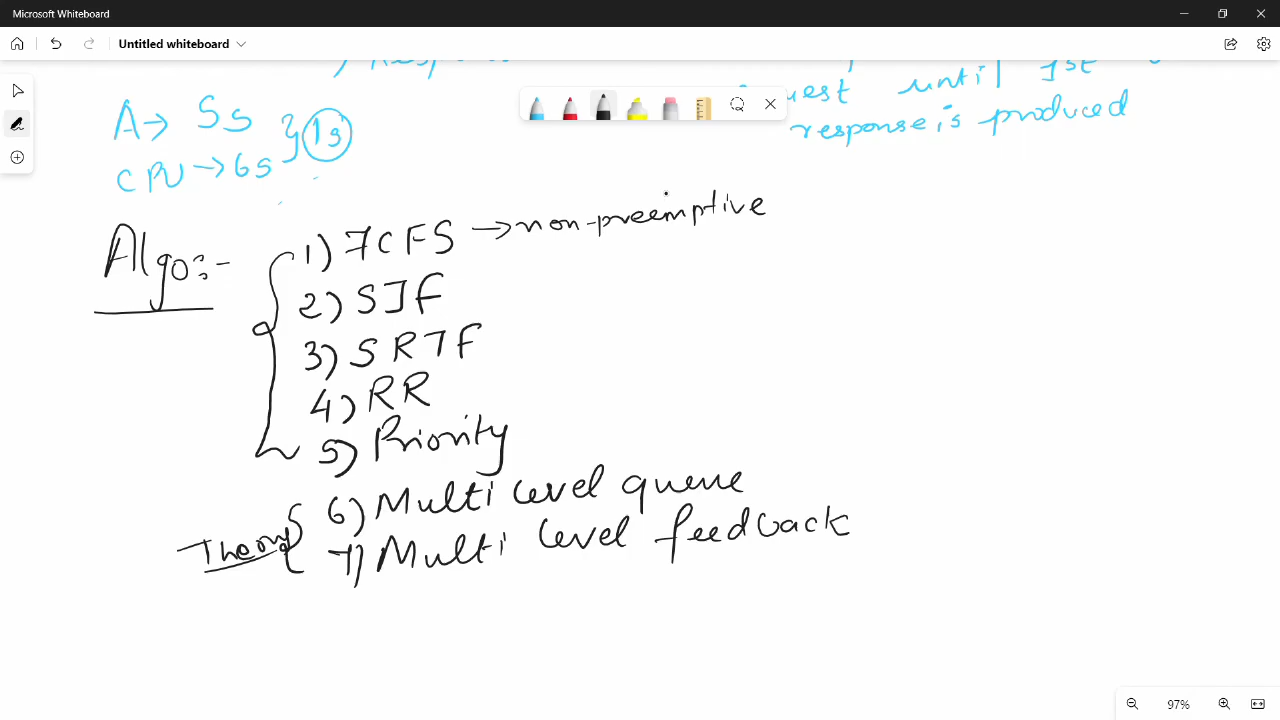 Microsoft Whiteboard
Untitled whiteboard
A → 5s } 1s
CPU → 6s
until 1st
response is produced
Algo:-
1) FCFS → non-preemptive
2) SJF
3) SRTF
4) RR
5) Priority
Theory { 6) Multi level queue
7) Multi level feedback
97%